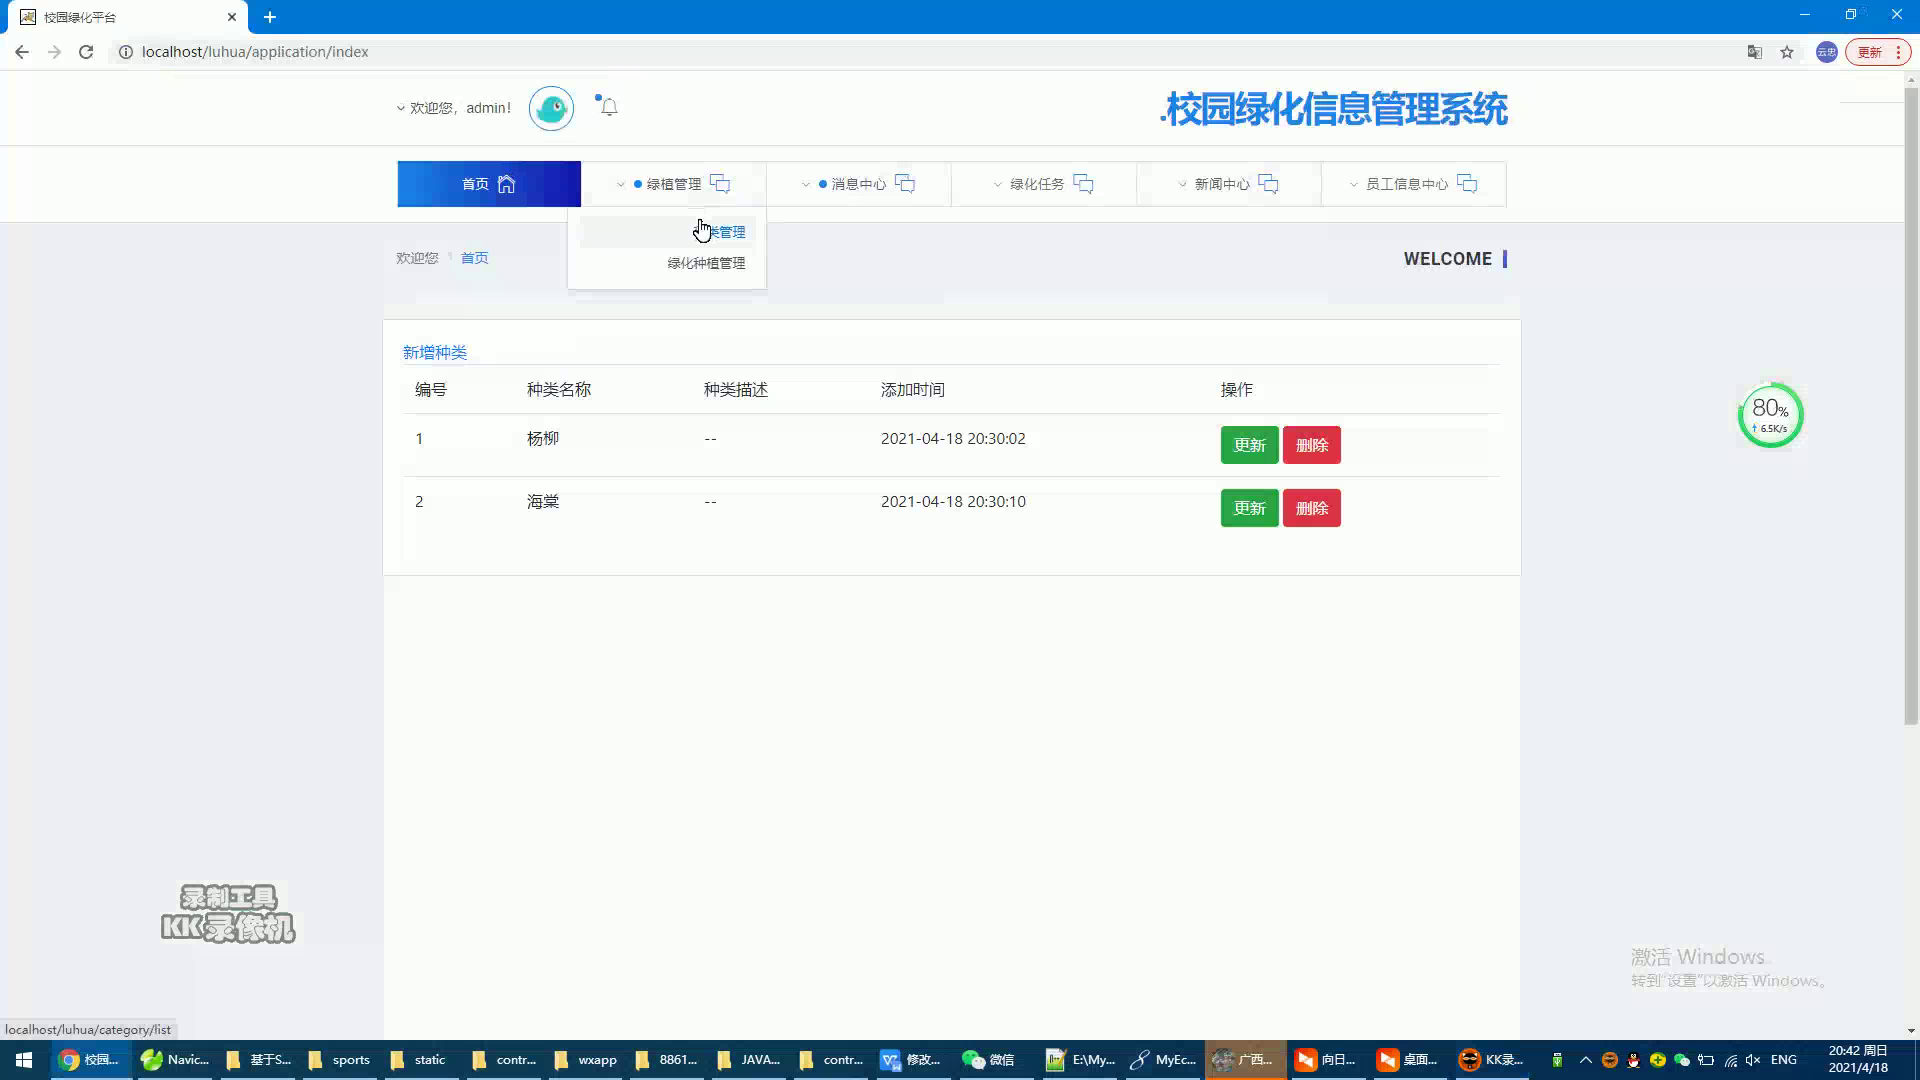 校园绿化平台
localhost/luhua/application/index
更新
欢迎您，admin!
.校园绿化信息管理系统
首页
绿植管理
消息中心
绿化任务
新闻中心
员工信息中心
类管理
绿化种植管理
欢迎您 首页
WELCOME
新增种类
编号 种类名称 种类描述 添加时间 操作
1 杨柳 -- 2021-04-18 20:30:02 更新 删除
2 海棠 -- 2021-04-18 20:30:10 更新 删除
80%
6.5K/s
录制工具
KK录像机
激活 Windows
转到"设置"以激活 Windows。
localhost/luhua/category/list
校园...
Navic...
基于S...
sports
static
contr...
wxapp
8861...
JAVA...
contr...
修改...
微信
E:\My...
MyEc...
广西...
向日...
桌面...
KK录...
ENG
20:42 周日
2021/4/18